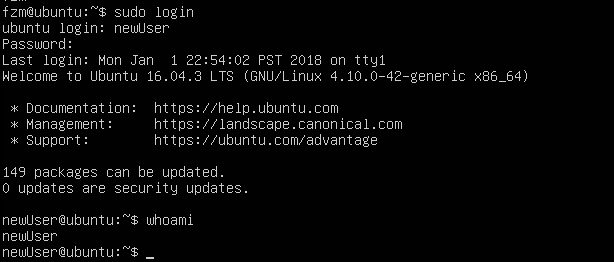 fzm
fzm@ubuntu:~$ sudo login
ubuntu login: newUser
Password:
Last login: Mon Jan  1 22:54:02 PST 2018 on tty1
Welcome to Ubuntu 16.04.3 LTS (GNU/Linux 4.10.0-42-generic x86_64)
* Documentation:  https://help.ubuntu.com
* Management:     https://landscape.canonical.com
* Support:        https://ubuntu.com/advantage
149 packages can be updated.
0 updates are security updates.
newUser@ubuntu:~$ whoami
newUser
newUser@ubuntu:~$ _